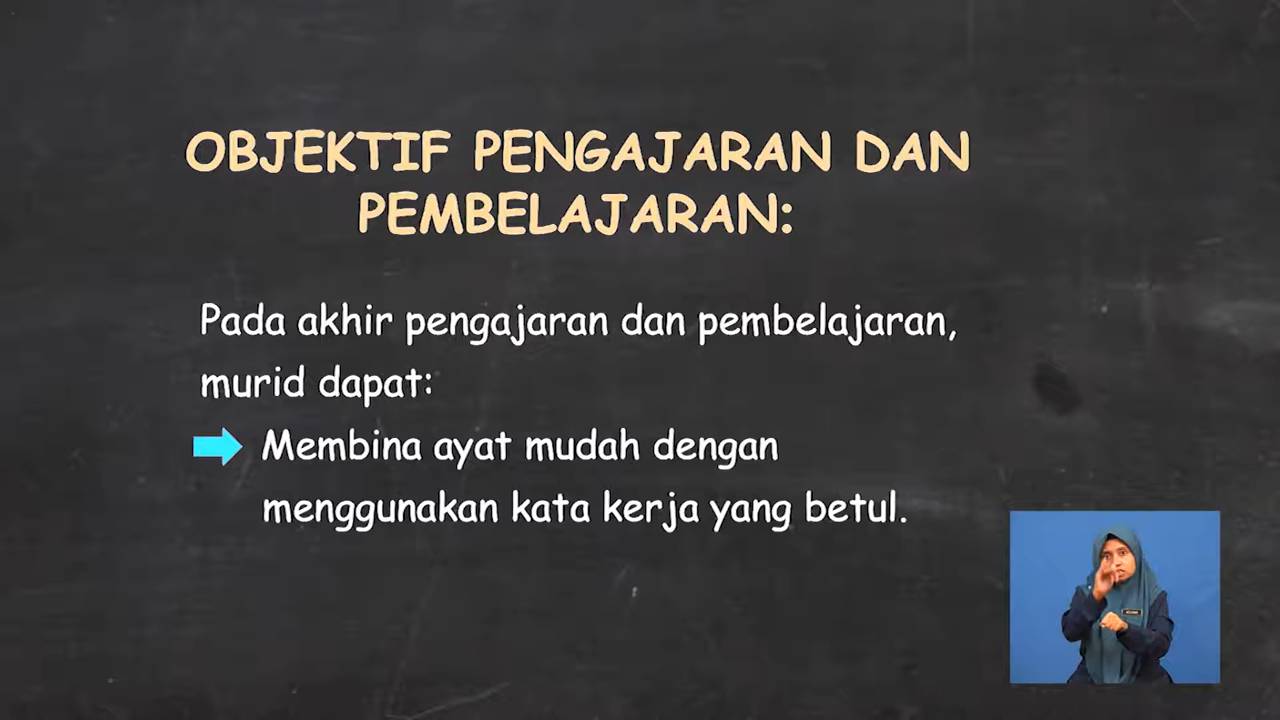 OBJEKTIF PENGAJARAN DAN
PEMBELAJARAN:
Pada akhir pengajaran dan pembelajaran,
murid dapat:
Membina ayat mudah dengan
menggunakan kata kerja yang betul.